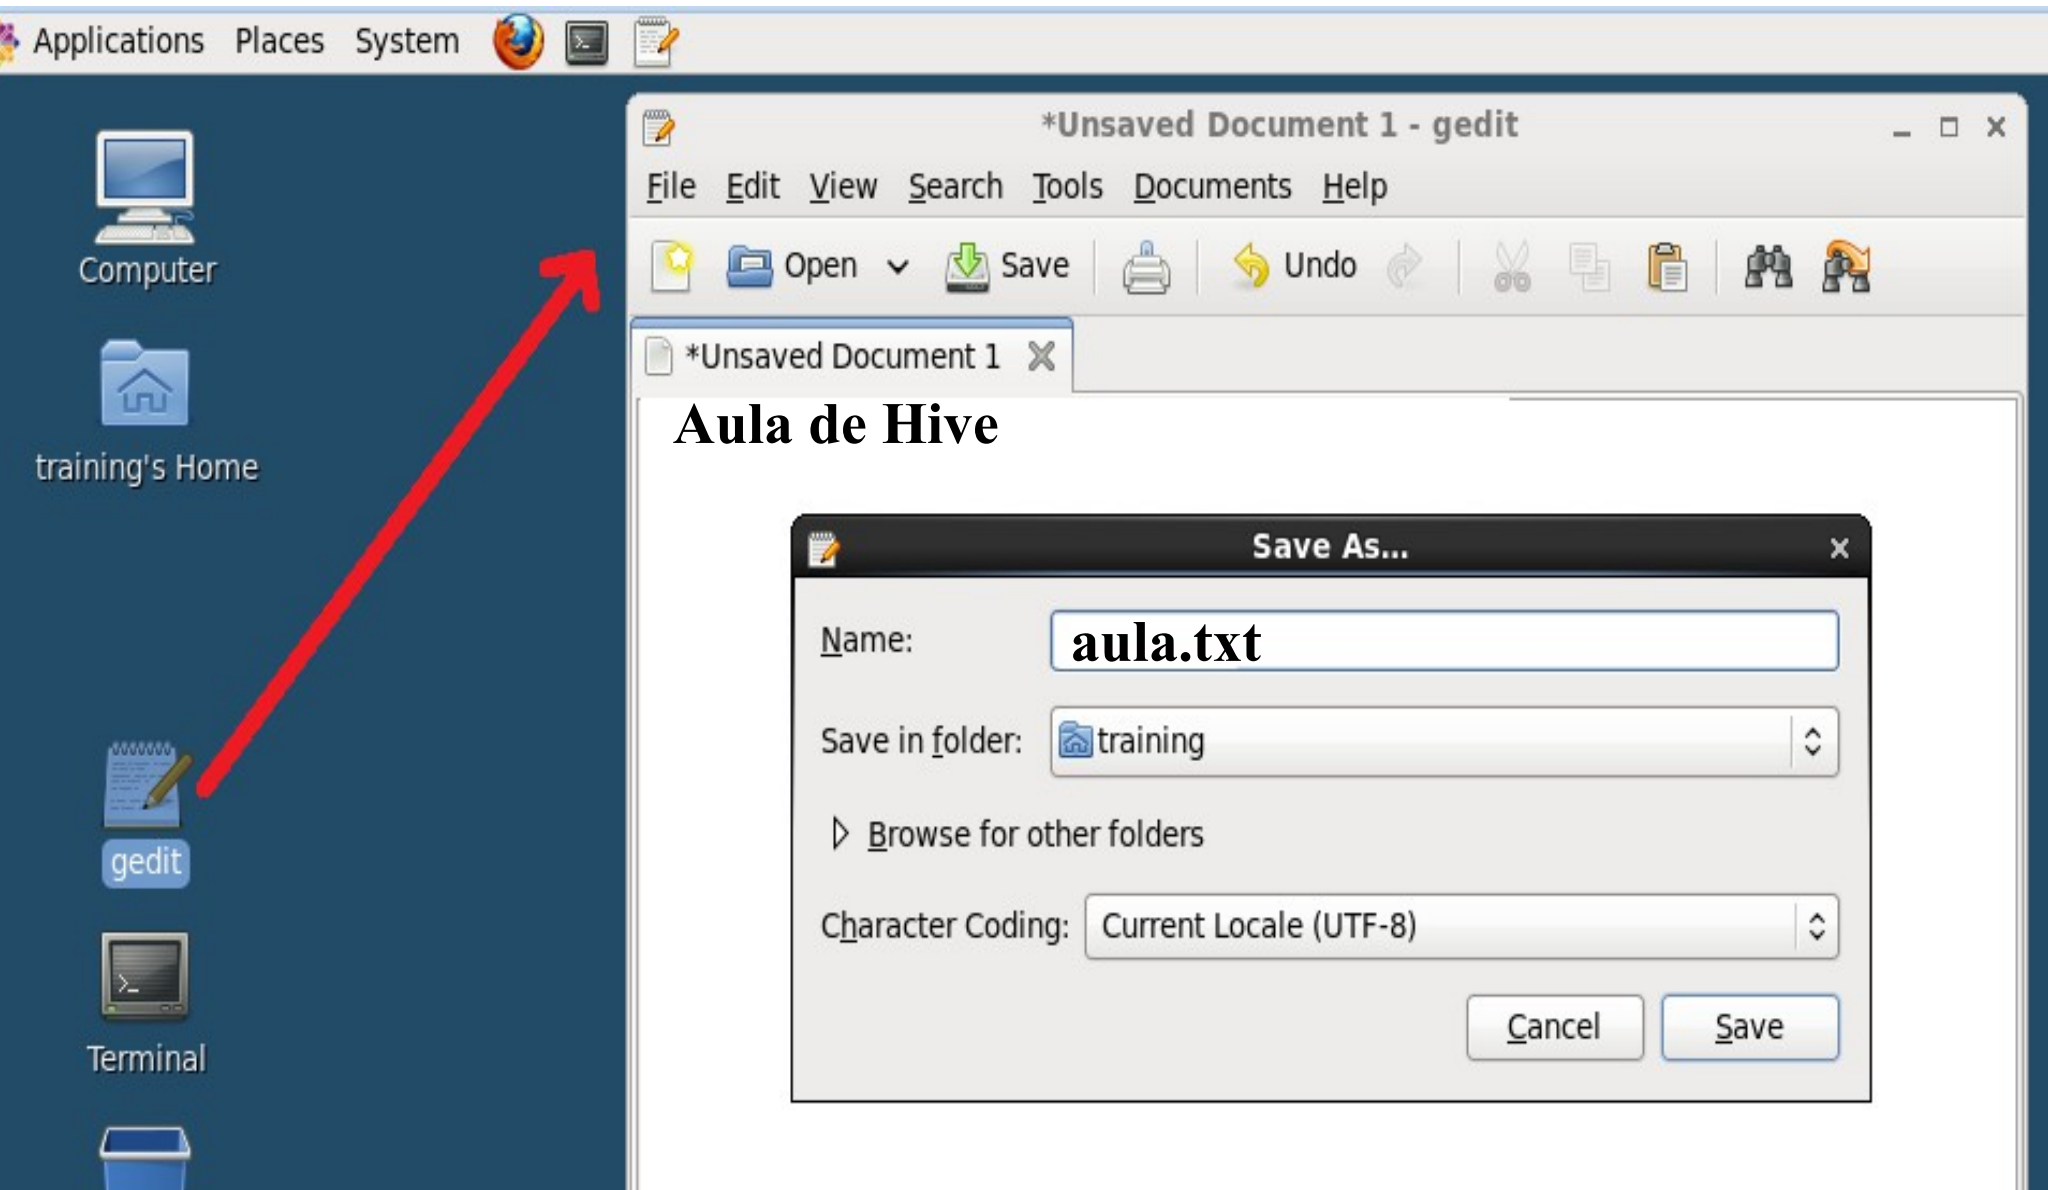 Applications Places System
Computer
training's Home
gedit
Terminal
*Unsaved Document 1 - gedit
File Edit View Search Tools Documents Help
Open Save Undo
*Unsaved Document 1
Aula de Hive
Save As...
Name: aula.txt
Save in folder: training
Browse for other folders
Character Coding: Current Locale (UTF-8)
Cancel Save